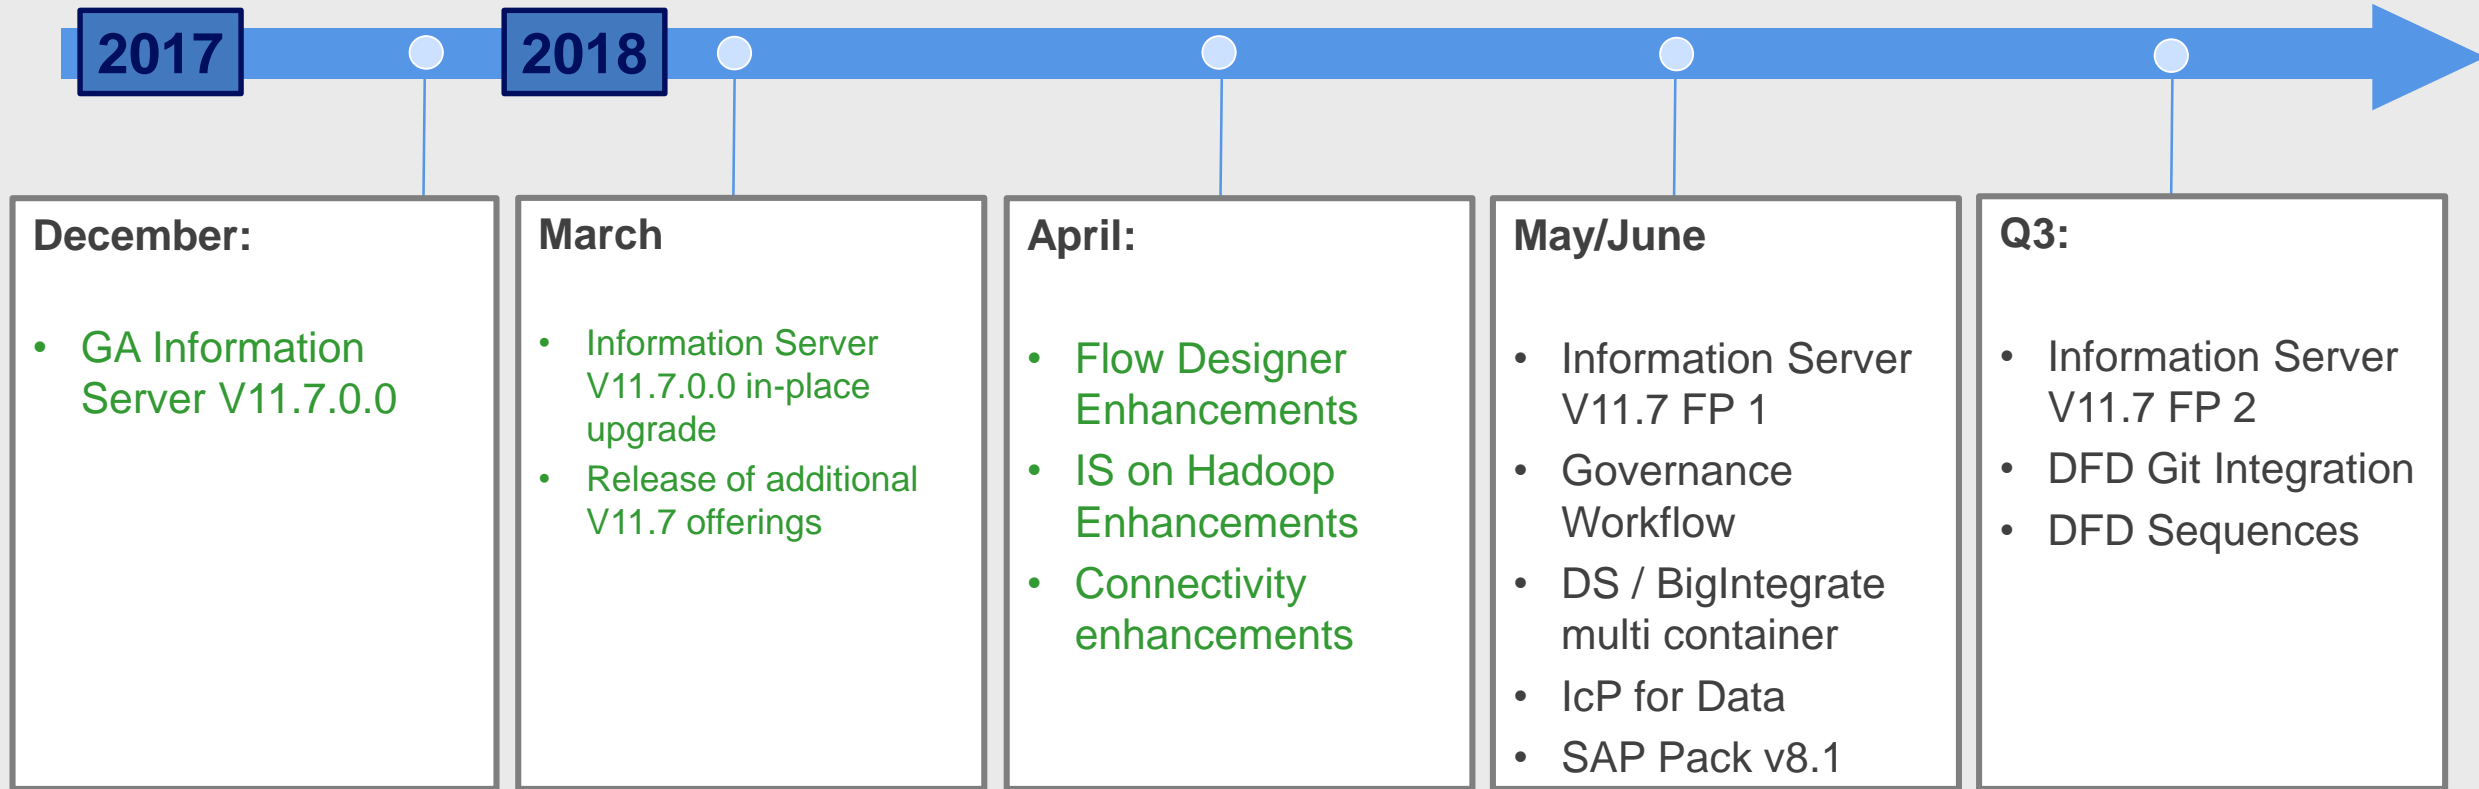 2017
2018
December:
• GA Information
Server V11.7.0.0
March
• Information Server
V11.7.0.0 in-place
upgrade
• Release of additional
V11.7 offerings
April:
• Flow Designer
Enhancements
• IS on Hadoop
Enhancements
• Connectivity
enhancements
May/June
• Information Server
V11.7 FP 1
• Governance
Workflow
• DS / BigIntegrate
multi container
• IcP for Data
• SAP Pack v8.1
Q3:
• Information Server
V11.7 FP 2
• DFD Git Integration
• DFD Sequences